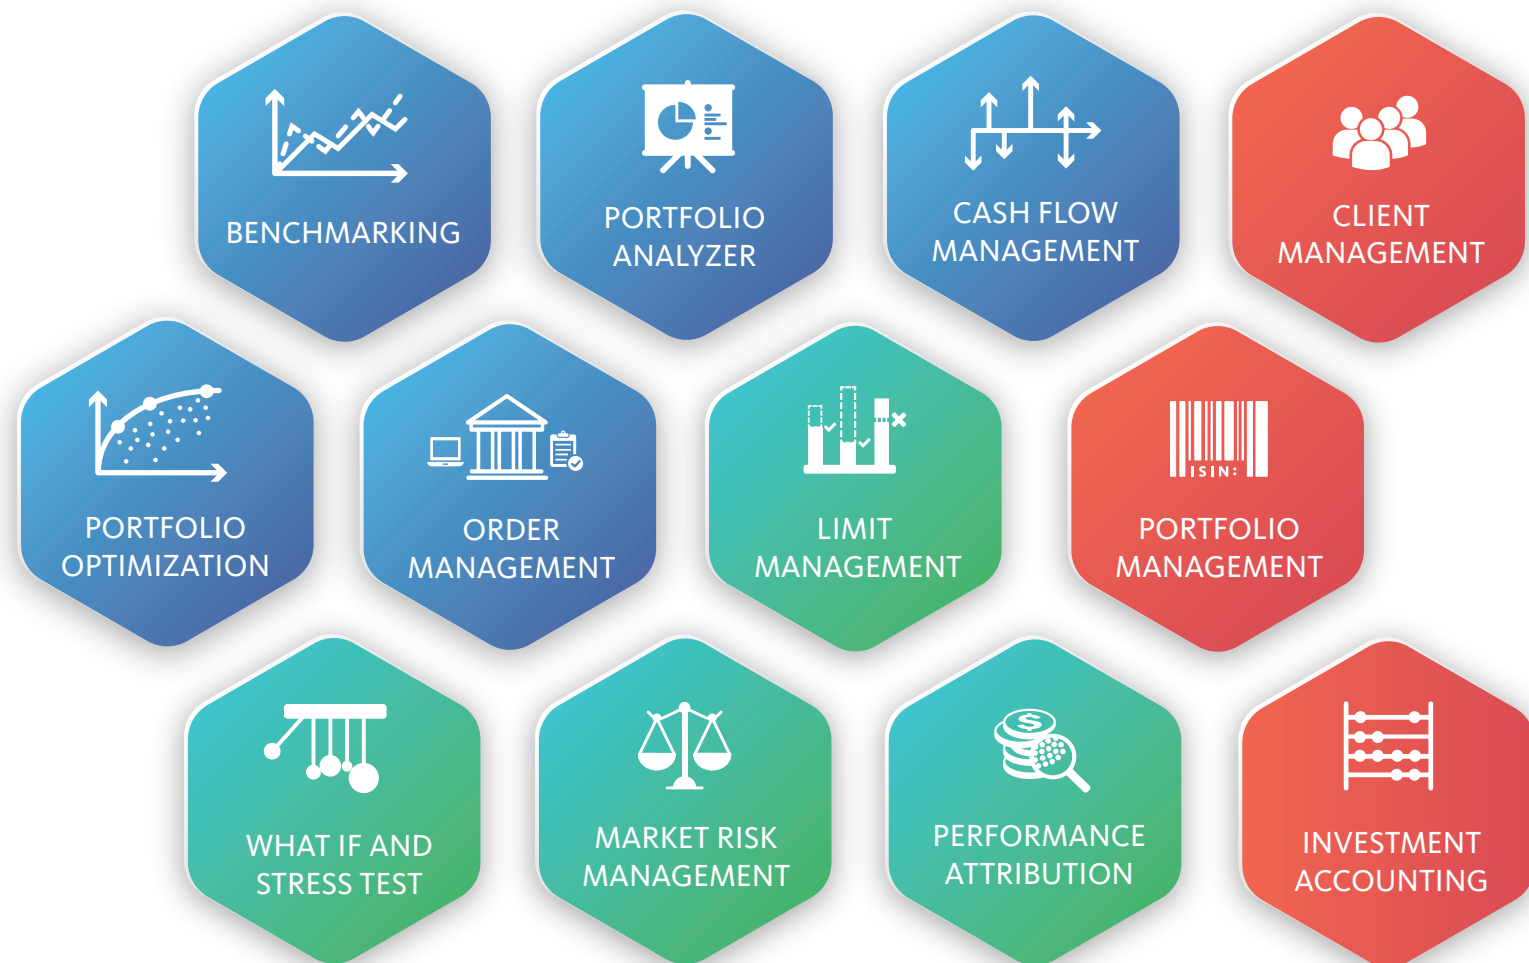 BENCHMARKING
PORTFOLIO
ANALYZER
CASH FLOW
MANAGEMENT
CLIENT
MANAGEMENT
PORTFOLIO
OPTIMIZATION
ORDER
MANAGEMENT
LIMIT
MANAGEMENT
ISIN:
PORTFOLIO
MANAGEMENT
WHAT IF AND
STRESS TEST
MARKET RISK
MANAGEMENT
$
PERFORMANCE
ATTRIBUTION
INVESTMENT
ACCOUNTING